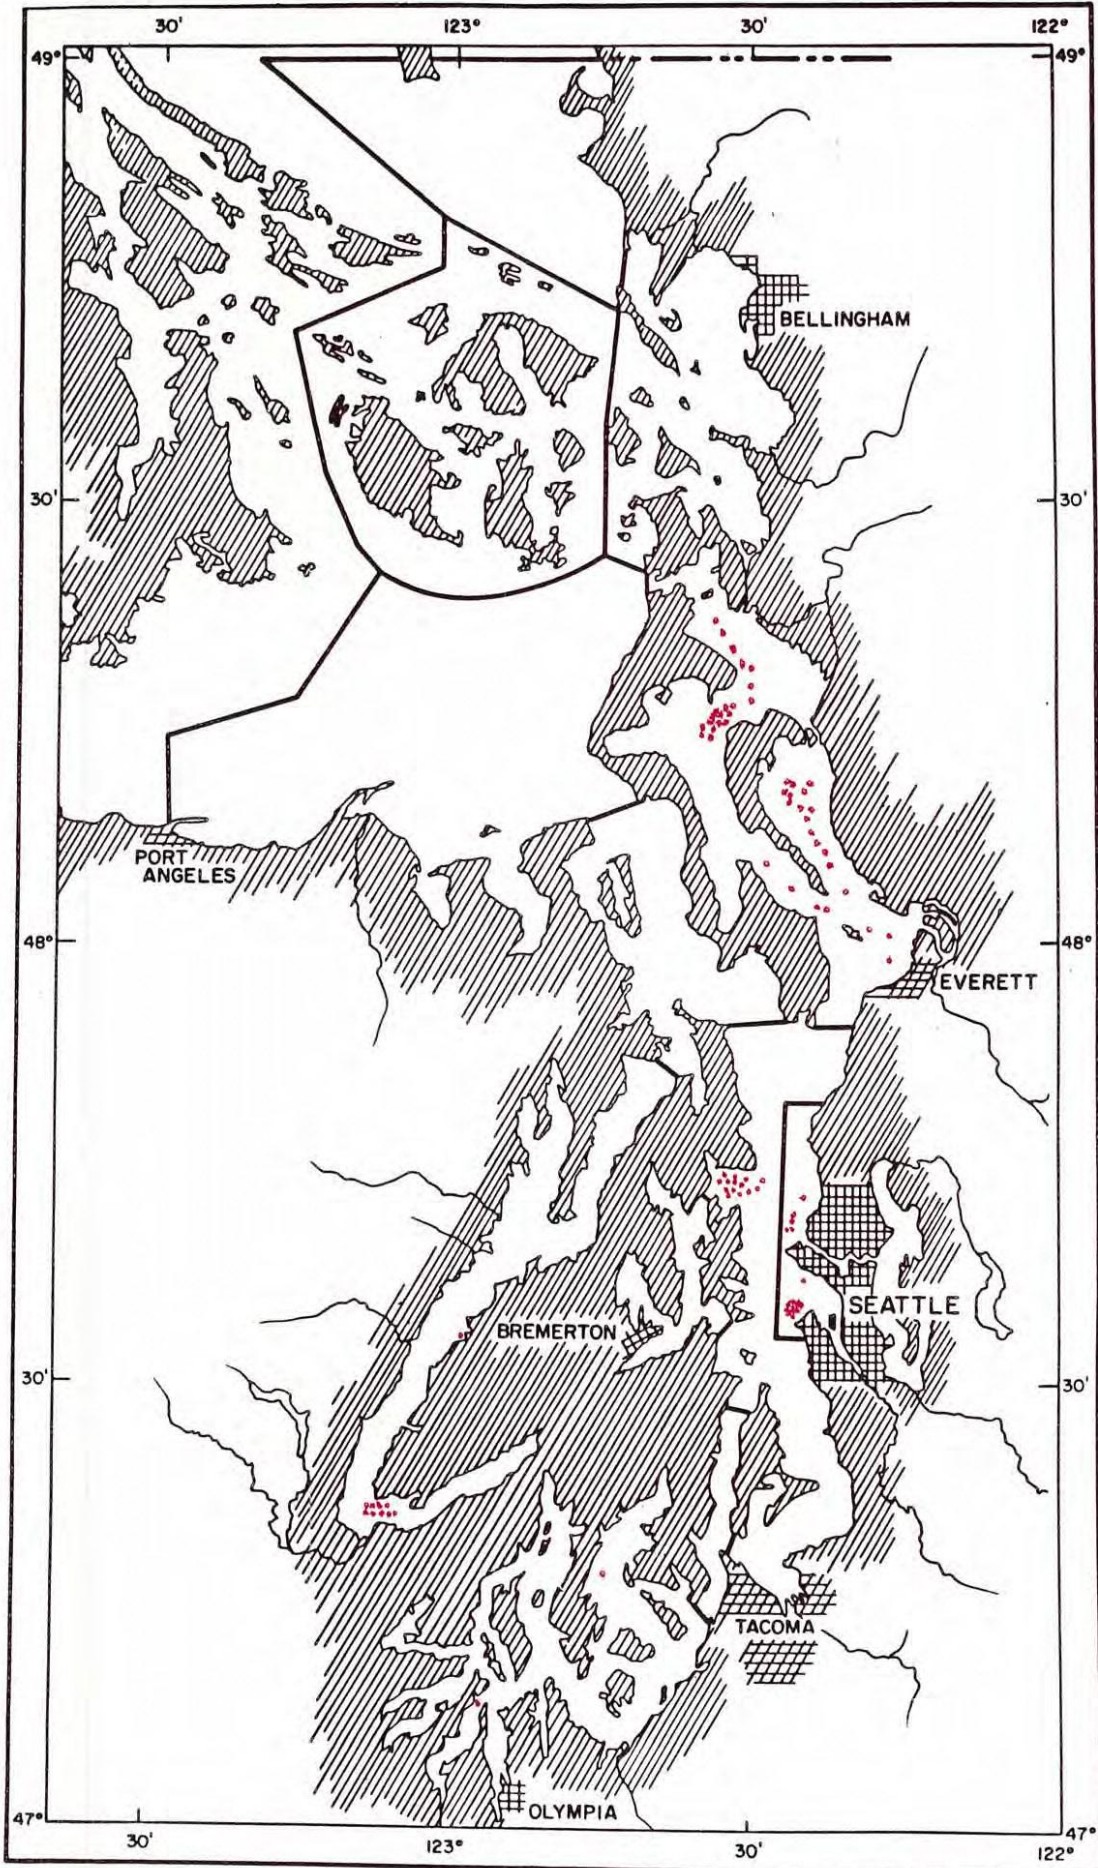 30'
123°
30'
122°
49°
49°
BELLINGHAM
30'
30'
PORT
ANGELES
48°
48°
EVERETT
SEATTLE
BREMERTON
30'
30'
TACOMA
OLYMPIA
47°
47°
30'
123°
30'
122°